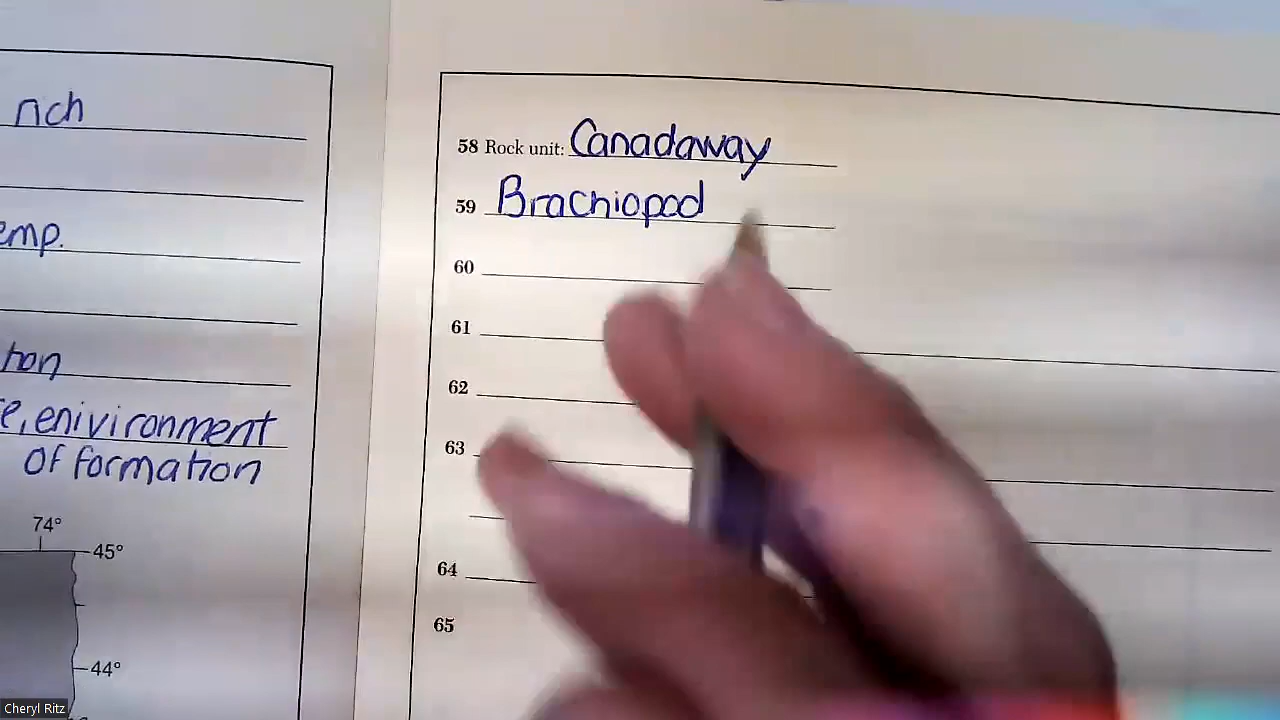 rich
emp.
tion
e, enivironment
of formation
74°
45°
44°
58 Rock unit: Canadaway
59 Brachiopod
60
61
62
63
64
65
Cheryl Ritz